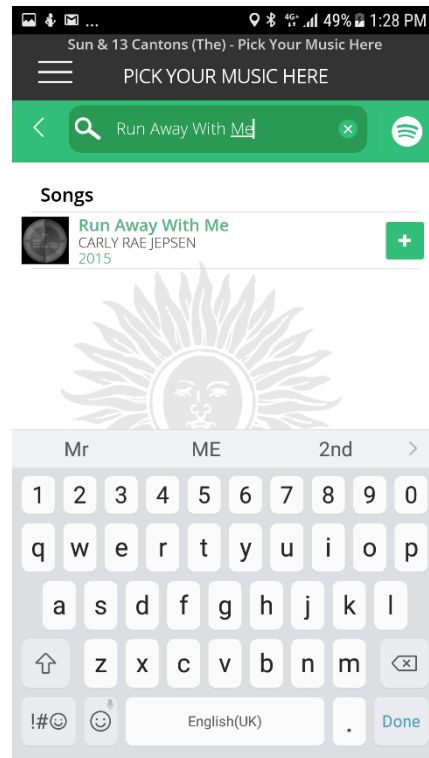 ... 4G+ 49% 1:28 PM
Sun & 13 Cantons (The) - Pick Your Music Here
PICK YOUR MUSIC HERE
Run Away With Me
Songs
Run Away With Me
CARLY RAE JEPSEN
2015
+
Mr ME 2nd
1 2 3 4 5 6 7 8 9 0
q w e r t y u i o p
a s d f g h j k l
z x c v b n m
!#☺ English(UK) . Done